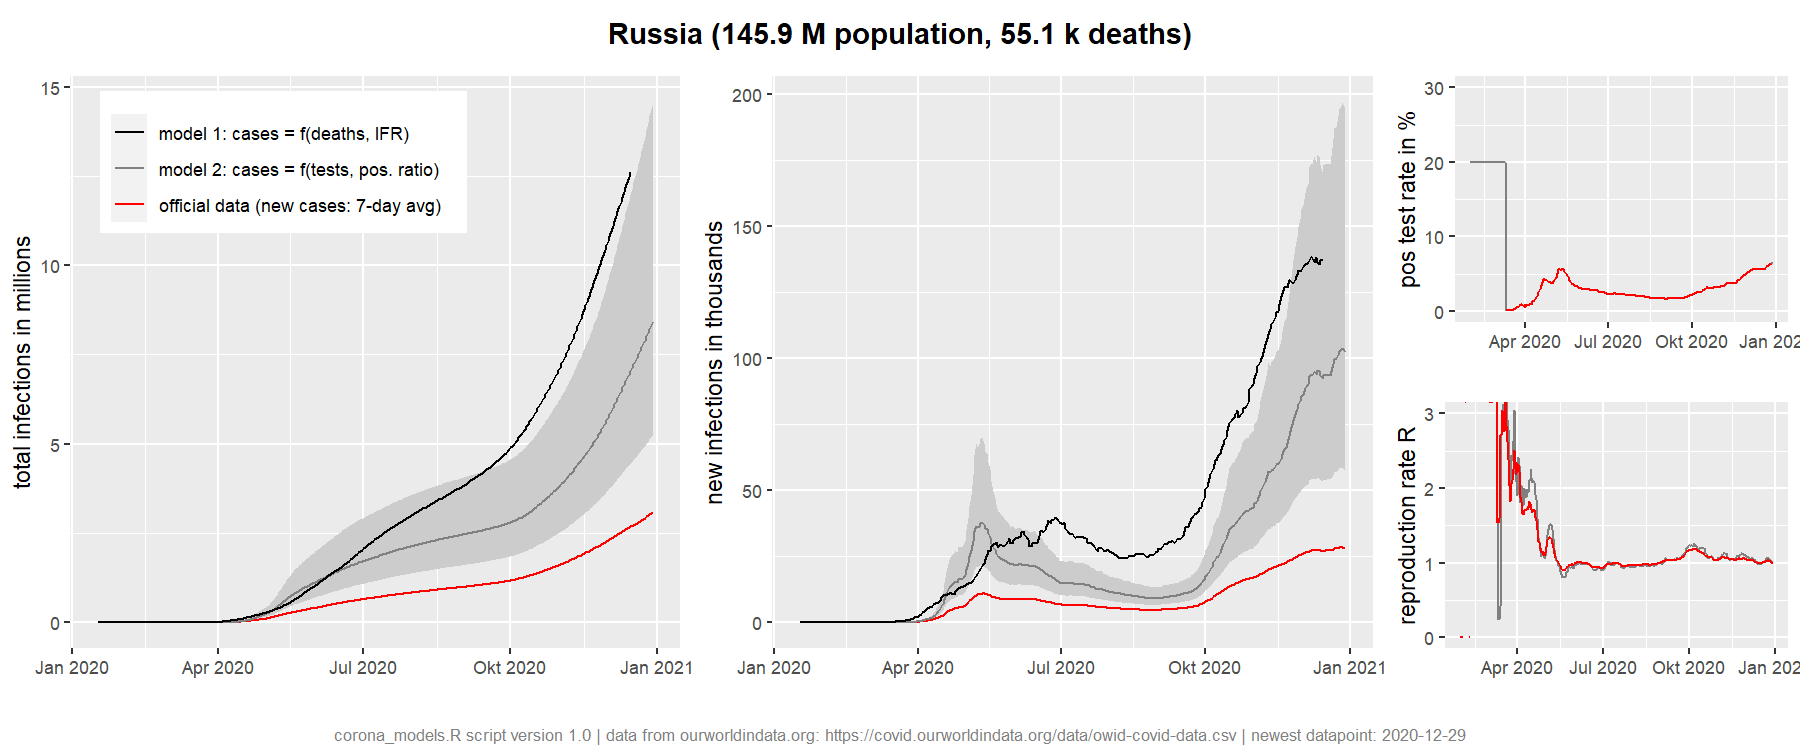 Russia (145.9 M population, 55.1 k deaths)
total infections in millions
15
10
5
0
model 1: cases = f(deaths, IFR)
model 2: cases = f(tests, pos. ratio)
official data (new cases: 7-day avg)
Jan 2020 Apr 2020 Jul 2020 Okt 2020 Jan 2021
new infections in thousands
200
150
100
50
0
Jan 2020 Apr 2020 Jul 2020 Okt 2020 Jan 2021
pos test rate in %
30
20
10
0
Apr 2020 Jul 2020 Okt 2020 Jan 202
reproduction rate R
3
2
1
0
Apr 2020 Jul 2020 Okt 2020 Jan 202
corona_models.R script version 1.0 | data from ourworldindata.org: https://covid.ourworldindata.org/data/owid-covid-data.csv | newest datapoint: 2020-12-29